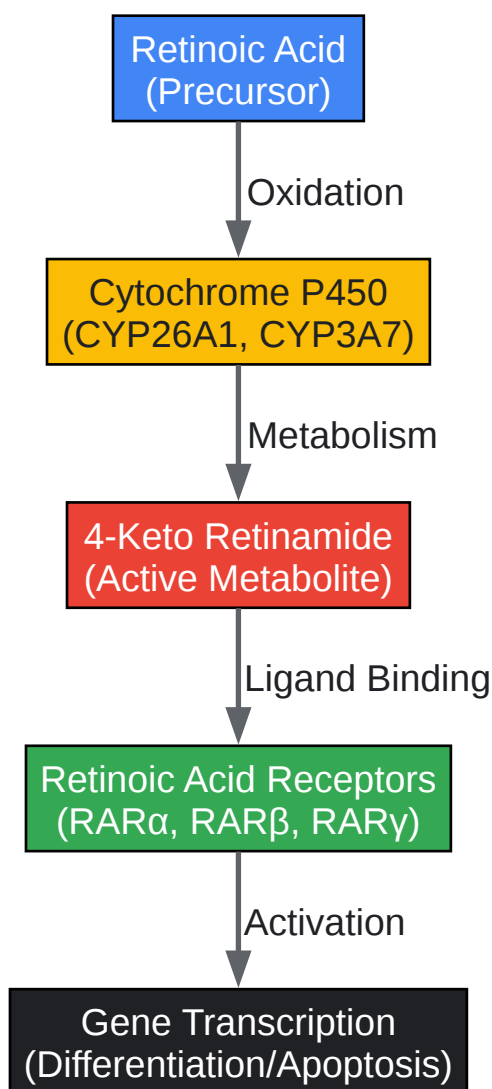 Retinoic Acid
(Precursor)
Oxidation
Cytochrome P450
(CYP26A1, CYP3A7)
Metabolism
4-Keto Retinamide
(Active Metabolite)
Ligand Binding
Retinoic Acid Receptors
(RARα, RARβ, RARγ)
Activation
Gene Transcription
(Differentiation/Apoptosis)